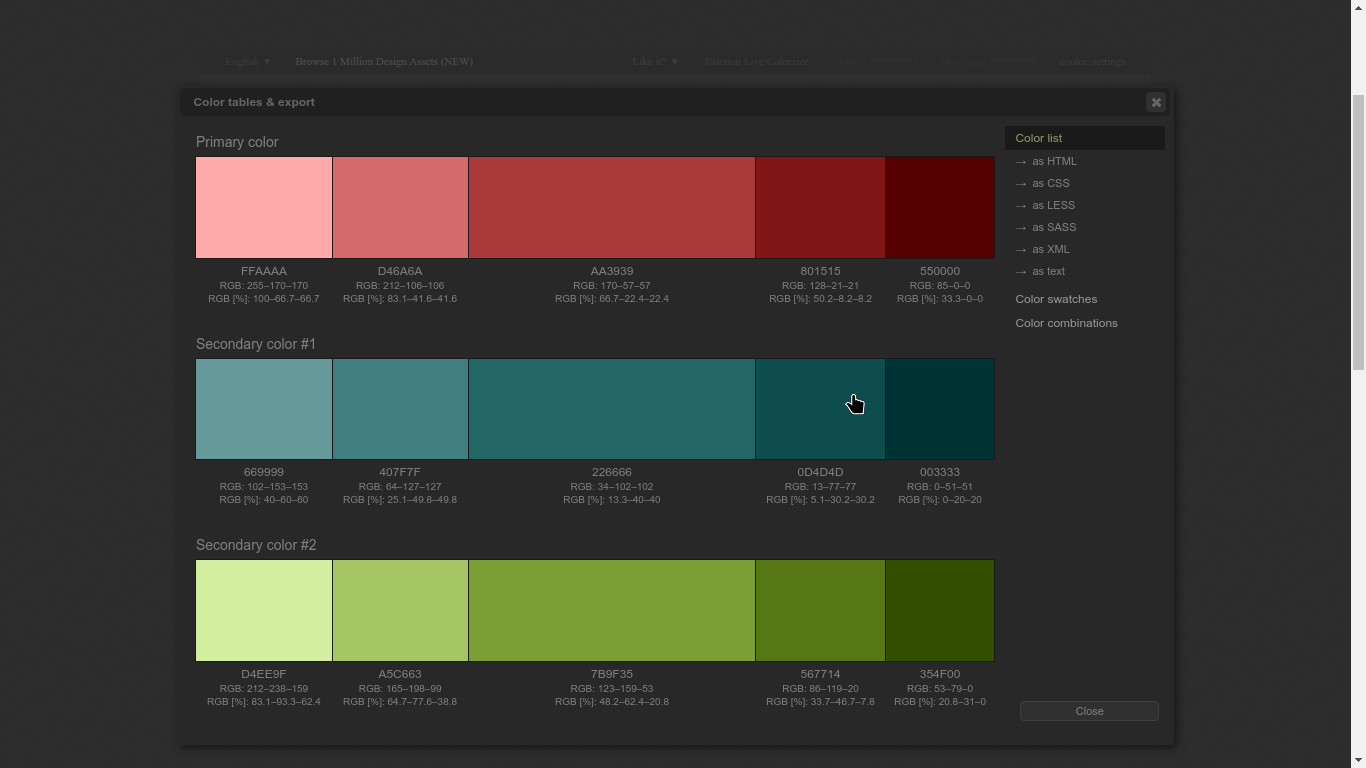 English ▼
Browse 1 Million Design Assets (NEW)
Like it? ▼
Paletton Live Colorizer
cookie settings
Color tables & export
Primary color
FFAAAA
RGB: 255–170–170
RGB [%]: 100–66.7–66.7
D46A6A
RGB: 212–106–106
RGB [%]: 83.1–41.6–41.6
AA3939
RGB: 170–57–57
RGB [%]: 66.7–22.4–22.4
801515
RGB: 128–21–21
RGB [%]: 50.2–8.2–8.2
550000
RGB: 85–0–0
RGB [%]: 33.3–0–0
Secondary color #1
669999
RGB: 102–153–153
RGB [%]: 40–60–60
407F7F
RGB: 64–127–127
RGB [%]: 25.1–49.8–49.8
226666
RGB: 34–102–102
RGB [%]: 13.3–40–40
0D4D4D
RGB: 13–77–77
RGB [%]: 5.1–30.2–30.2
003333
RGB: 0–51–51
RGB [%]: 0–20–20
Secondary color #2
D4EE9F
RGB: 212–238–159
RGB [%]: 83.1–93.3–62.4
A5C663
RGB: 165–198–99
RGB [%]: 64.7–77.6–38.8
7B9F35
RGB: 123–159–53
RGB [%]: 48.2–62.4–20.8
567714
RGB: 86–119–20
RGB [%]: 33.7–46.7–7.8
354F00
RGB: 53–79–0
RGB [%]: 20.8–31–0
Color list
→ as HTML
→ as CSS
→ as LESS
→ as SASS
→ as XML
→ as text
Color swatches
Color combinations
Close